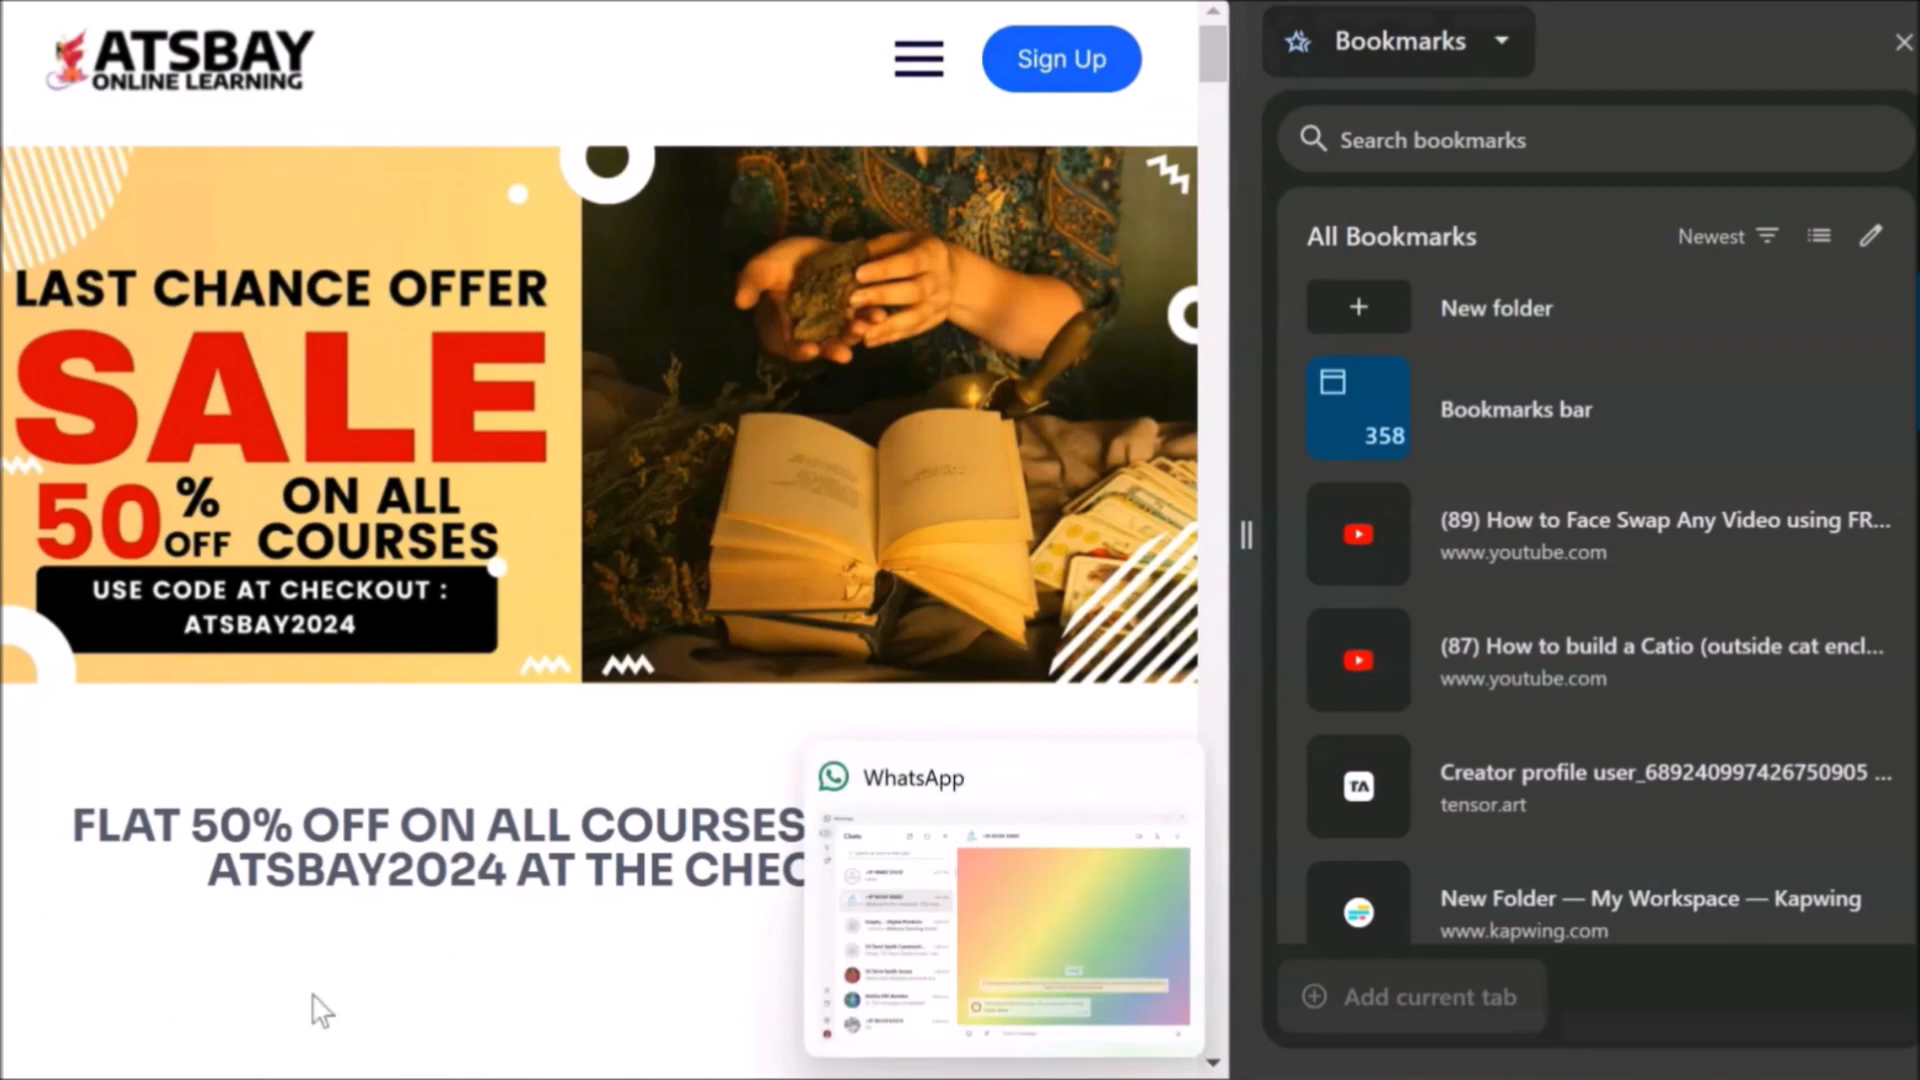 ATSBAY
ONLINE LEARNING
Sign Up
LAST CHANCE OFFER
SALE
50% OFF ON ALL COURSES
USE CODE AT CHECKOUT :
ATSBAY2024
FLAT 50% OFF ON ALL COURSES
ATSBAY2024 AT THE CHEC
WhatsApp
Chats
Bookmarks
Search bookmarks
All Bookmarks
Newest
New folder
Bookmarks bar
358
(89) How to Face Swap Any Video using FR...
www.youtube.com
(87) How to build a Catio (outside cat encl...
www.youtube.com
TA
Creator profile user_689240997426750905 ...
tensor.art
New Folder — My Workspace — Kapwing
www.kapwing.com
Add current tab